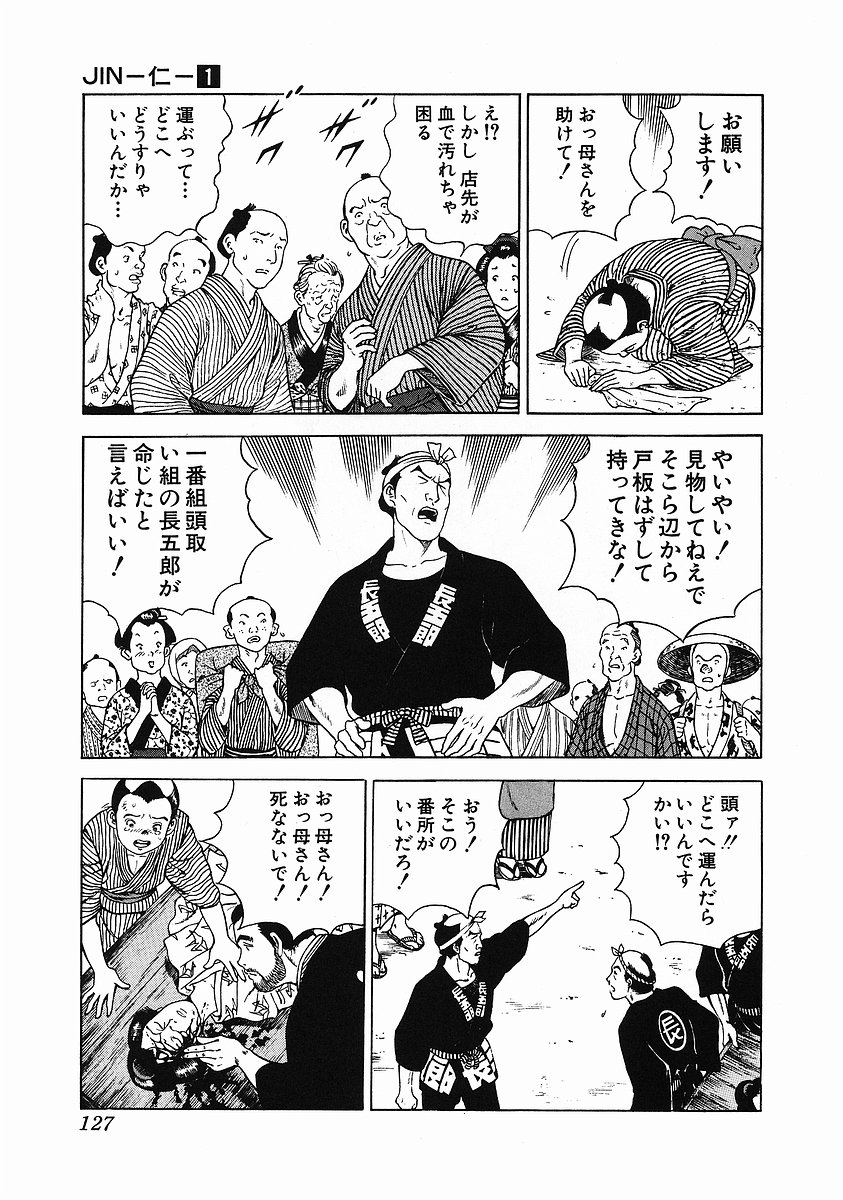 JIN－仁－1
お願い
します！
おっ母さんを
助けて！
え!?
しかし 店先が
血で汚れちゃ
困る
ザワ
ザワ
運ぶって…
どこへ
どうすりゃ
いいんだか…
やいやい！
見物してねえで
そこら辺から
戸板はずして
持ってきな！
一番組頭取
い組の長五郎が
命じたと
言えばいい！
長五郎
長五郎
頭ァ!!
どこへ運んだら
いいんです
かい!?
おう！
そこの
番所が
いいだろ！
長五郎
長五郎
長
おっ母さん！
おっ母さん！
死なないで！
127